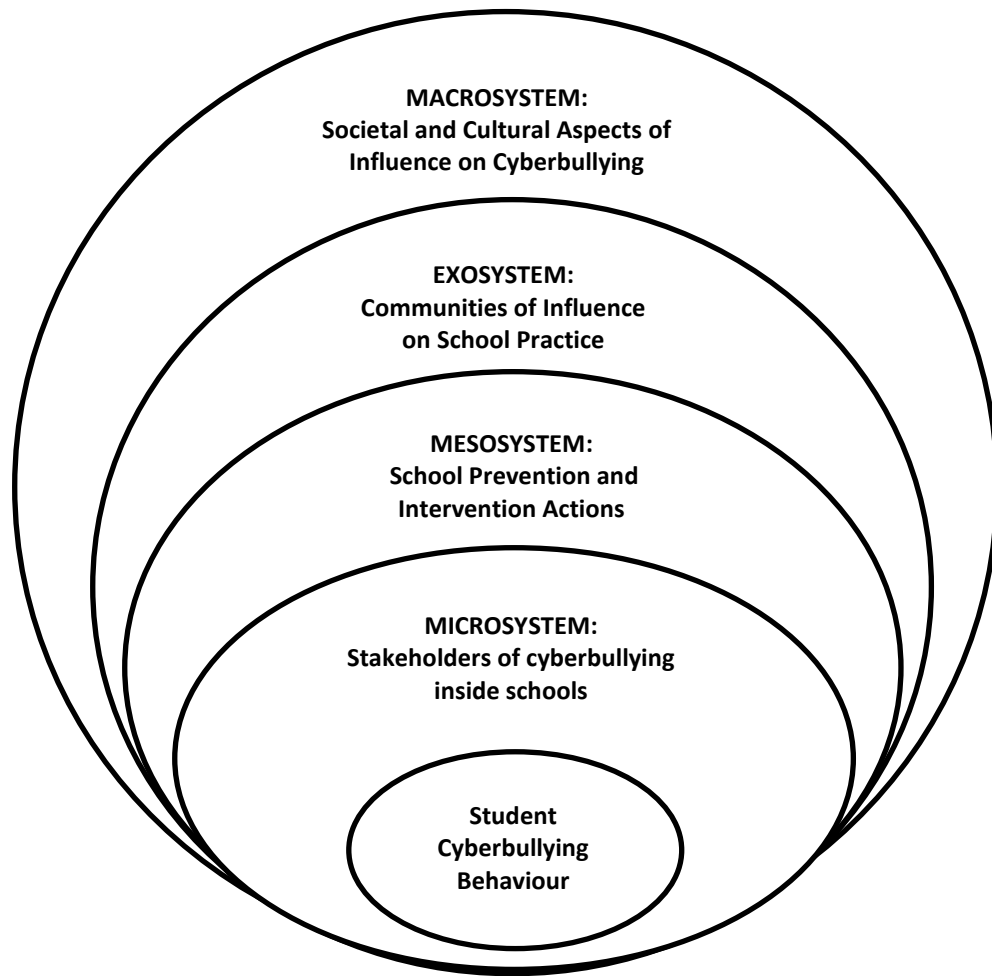 MACROSYSTEM:
Societal and Cultural Aspects of
Influence on Cyberbullying
EXOSYSTEM:
Communities of Influence
on School Practice
MESOSYSTEM:
School Prevention and
Intervention Actions
MICROSYSTEM:
Stakeholders of cyberbullying
inside schools
Student
Cyberbullying
Behaviour